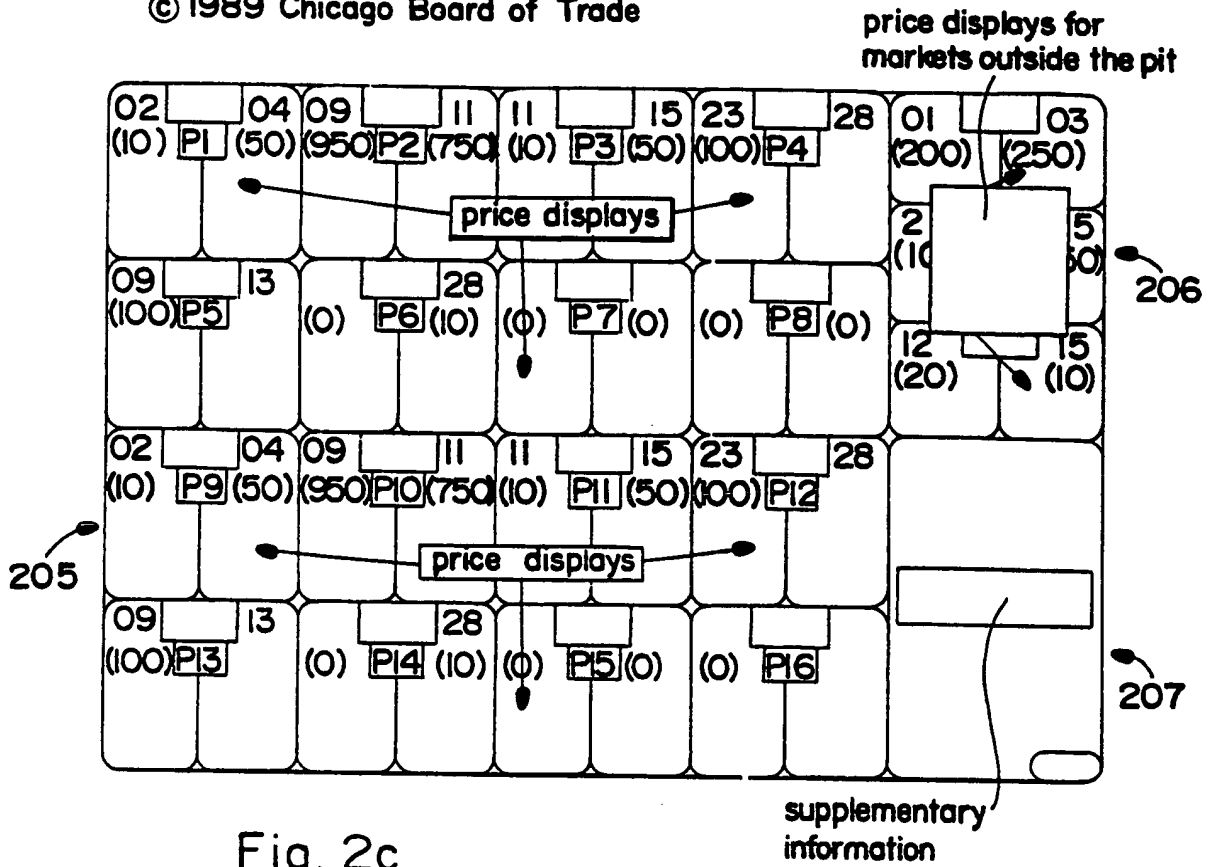 © 1989 Chicago Board of Trade
price displays for
markets outside the pit
02 04 09 11 11 15 23 28 01 03
(10) P1 (50) (950) P2 (750) (10) P3 (50) (100) P4 (200) (250)
price displays
2 5
(10 50)
206
09 13 28
(100) P5 (0) P6 (10) (0) P7 (0) (0) P8 (0)
12 15
(20) (10)
02 04 09 11 11 15 23 28
(10) P9 (50) (950) P10 (750) (10) P11 (50) (100) P12
205
price displays
09 13 28
(100) P13 (0) P14 (10) (0) P15 (0) (0) P16
207
supplementary
information
Fig. 2c